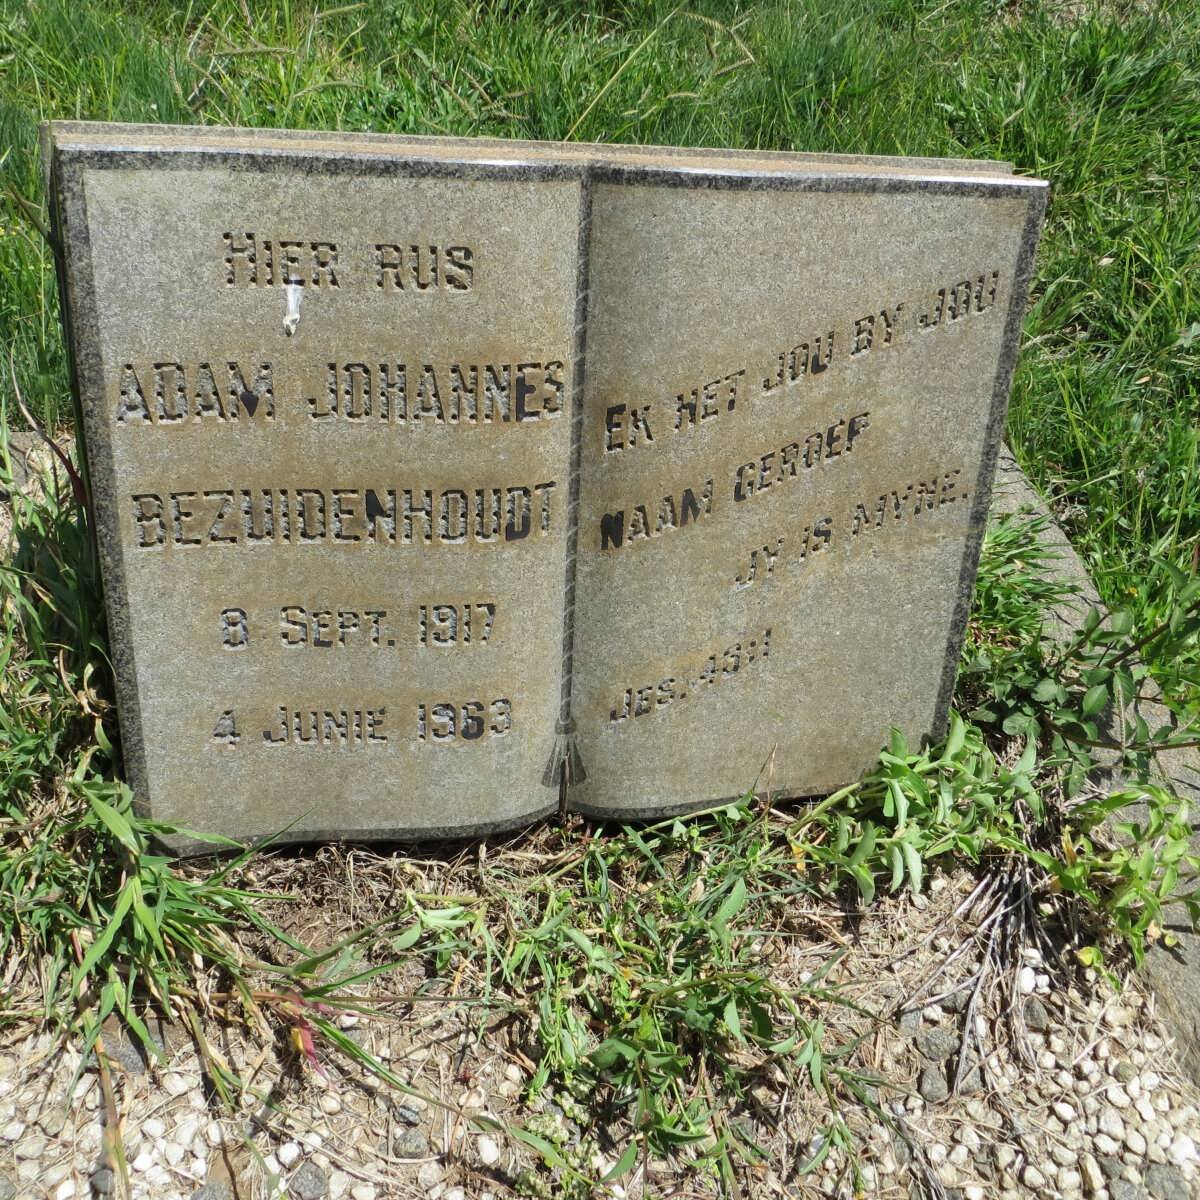 HIER RUS
ADAM JOHANNES
BEZUIDENHOUDT
8 SEPT. 1917
4 JUNIE 1963
EK HET JOU BY JOU
NAAM GEROEP
JY IS MYNE.
JES. 43:1